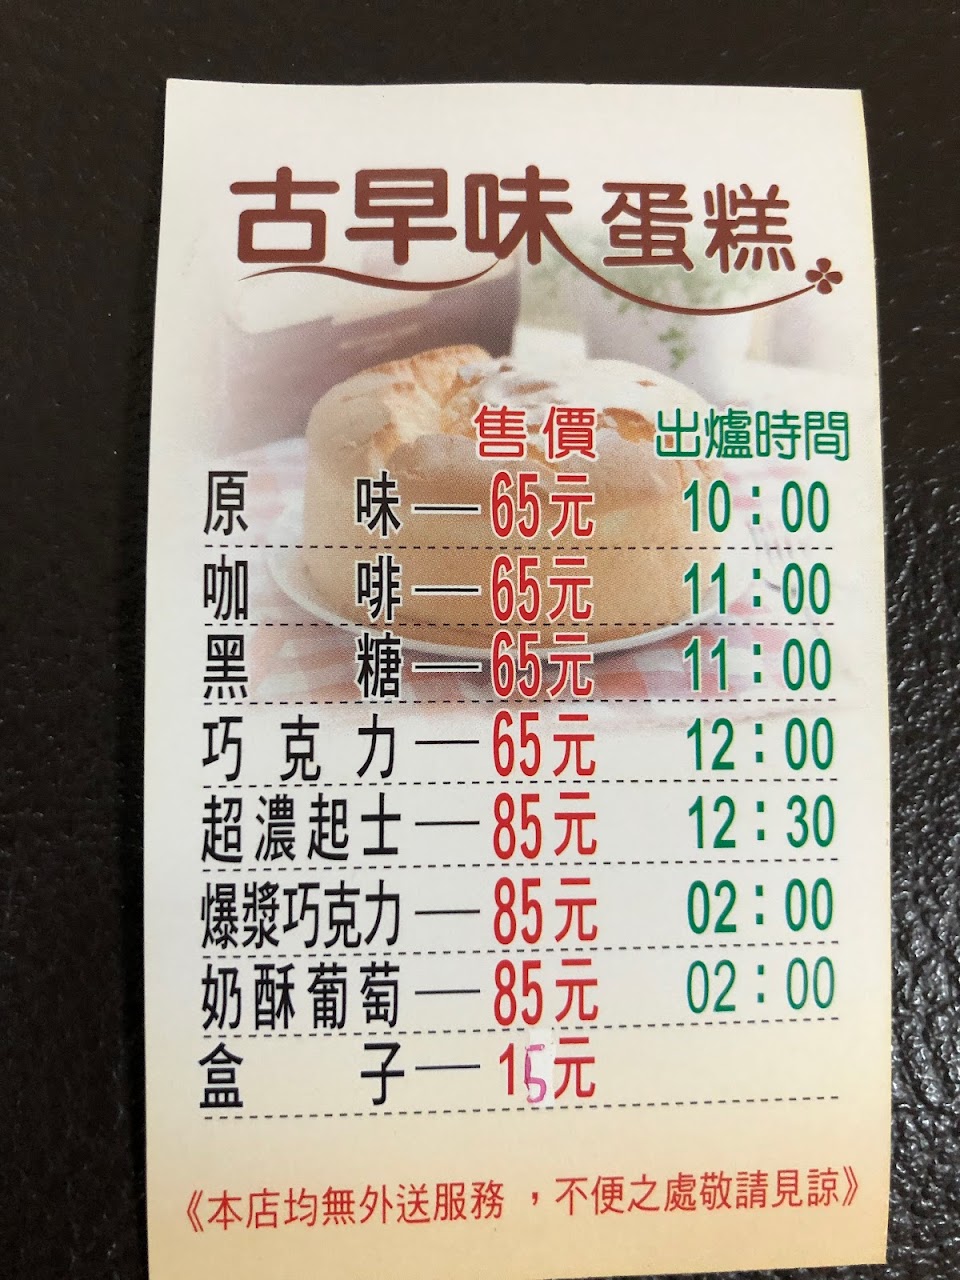 古早味蛋糕
售價 出爐時間
原味—65元 10：00
咖啡—65元 11：00
黑糖—65元 11：00
巧克力—65元 12：00
超濃起士—85元 12：30
爆漿巧克力—85元 02：00
奶酥葡萄—85元 02：00
盒子—15元
《本店均無外送服務，不便之處敬請見諒》